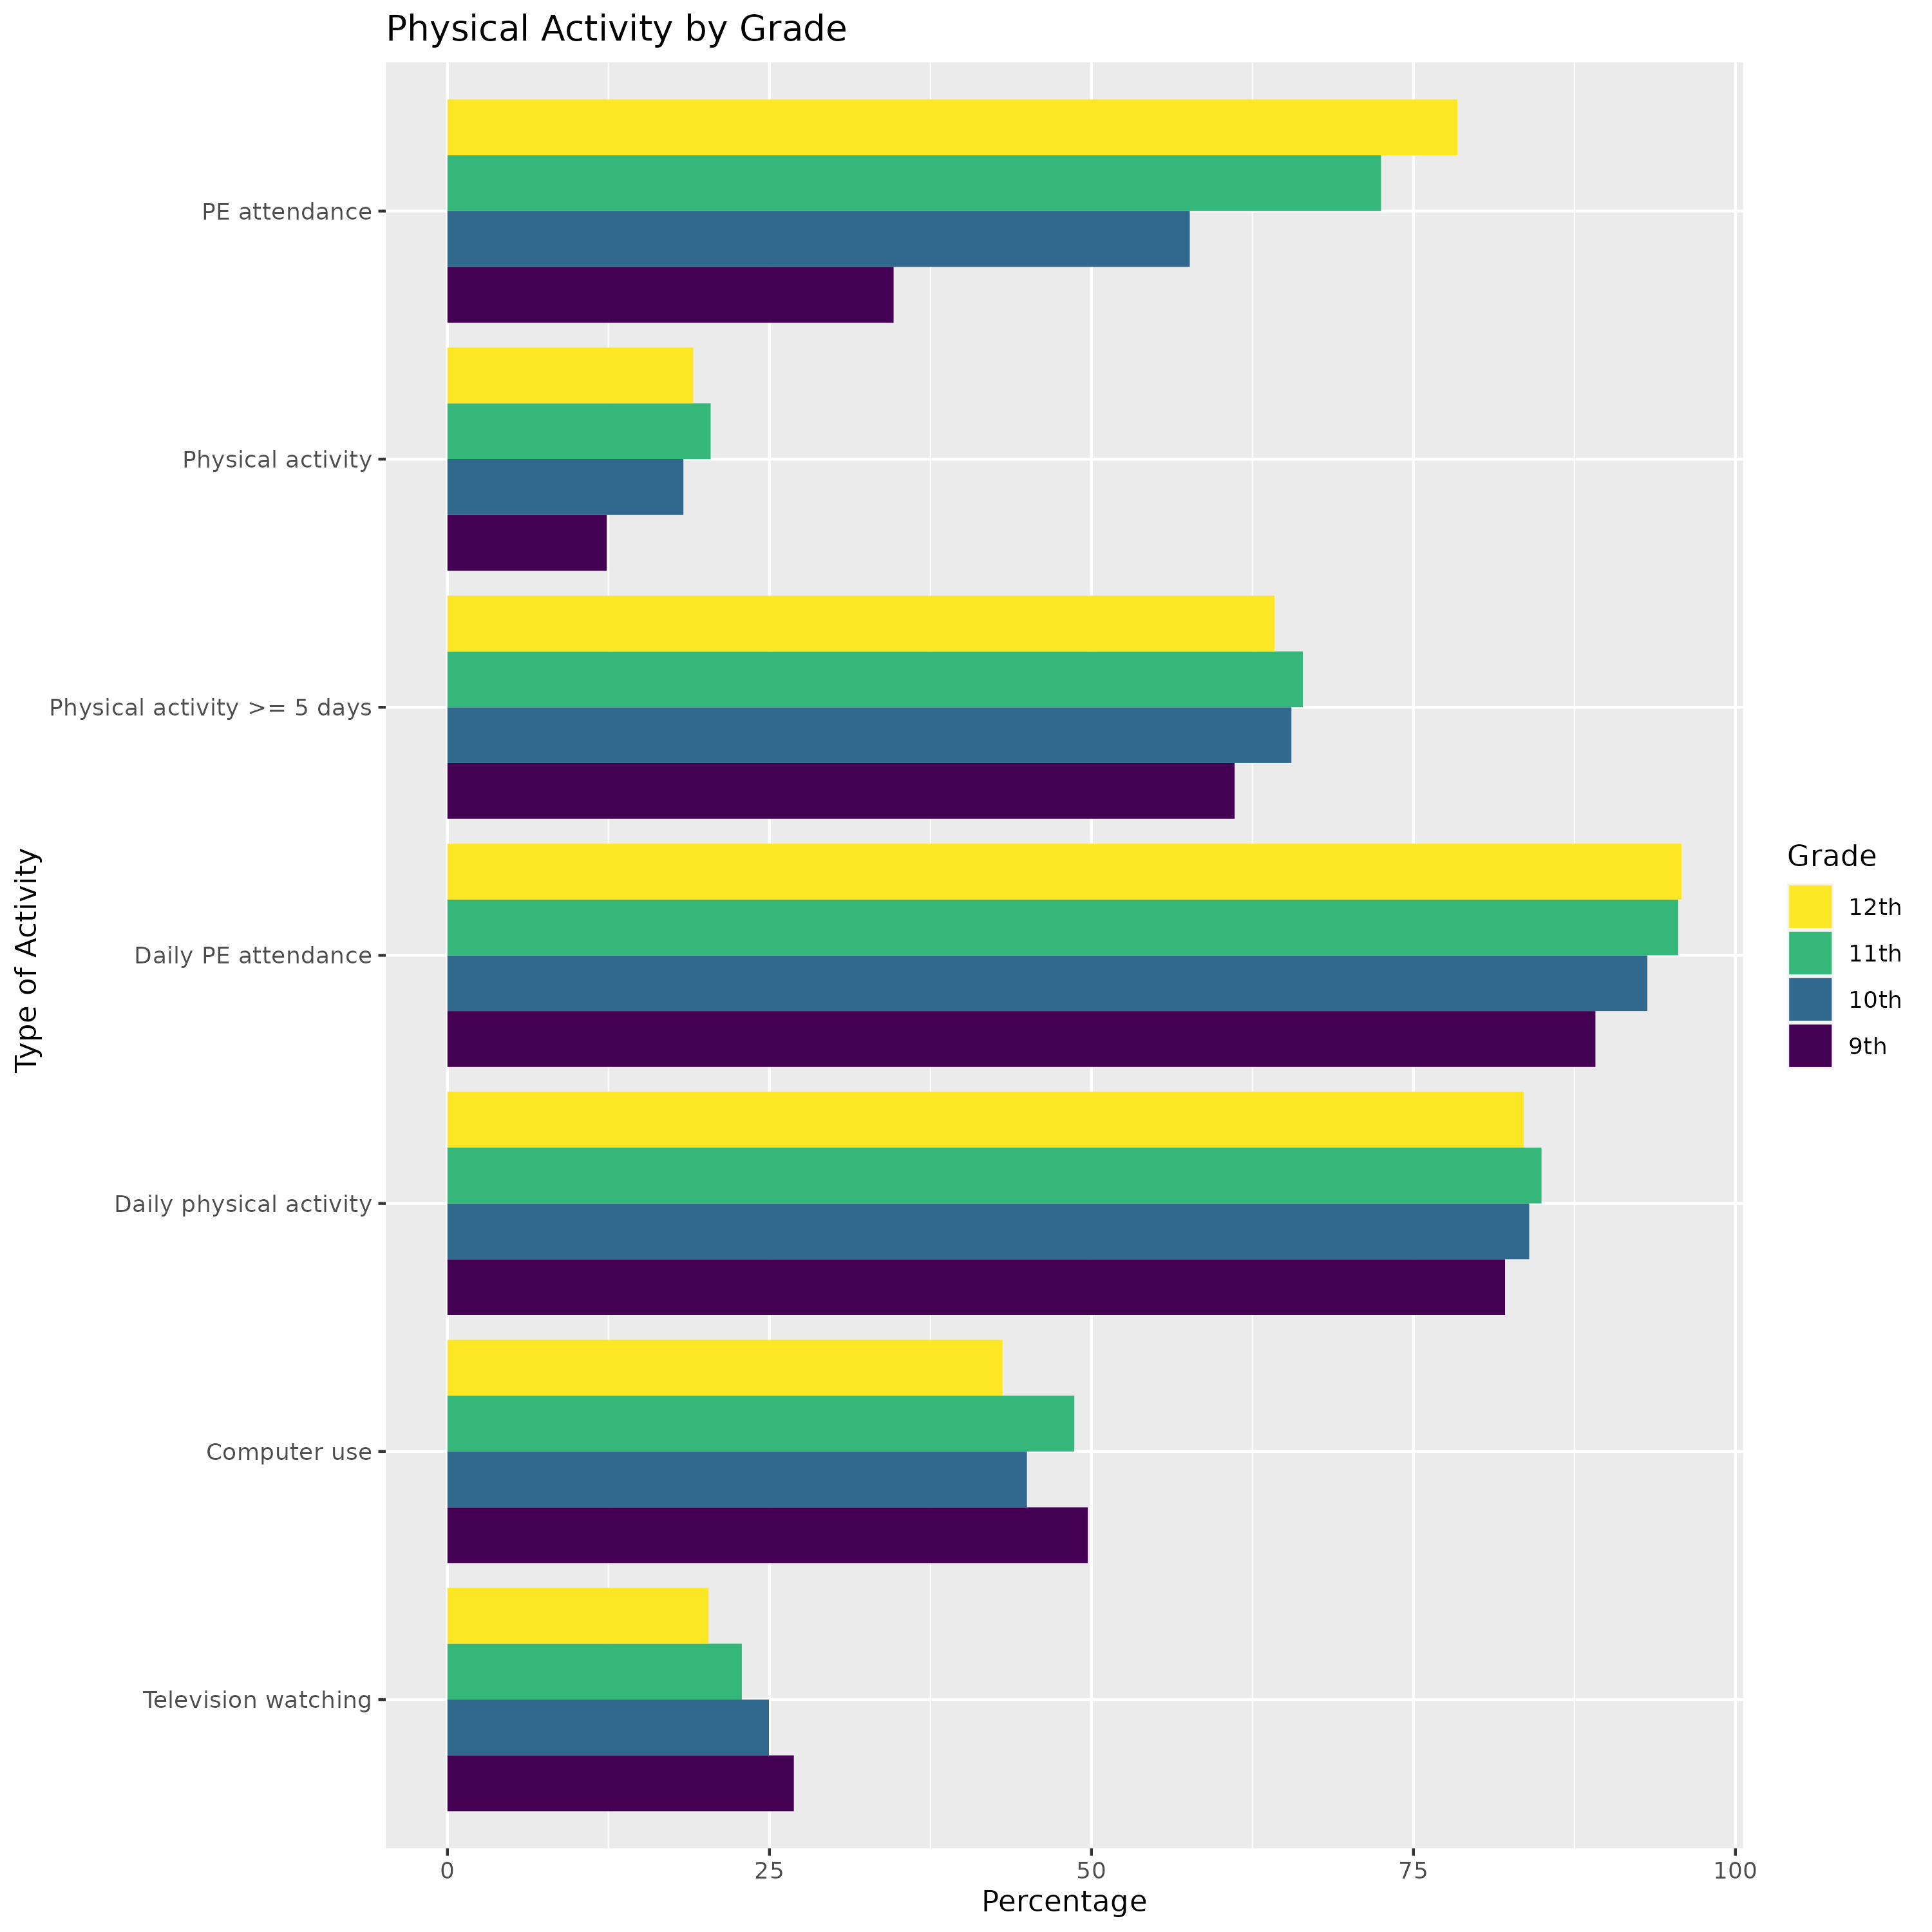 Physical Activity by Grade
Type of Activity
PE attendance
Physical activity
Physical activity >= 5 days
Daily PE attendance
Daily physical activity
Computer use
Television watching
0 25 50 75 100
Percentage
Grade
12th
11th
10th
9th